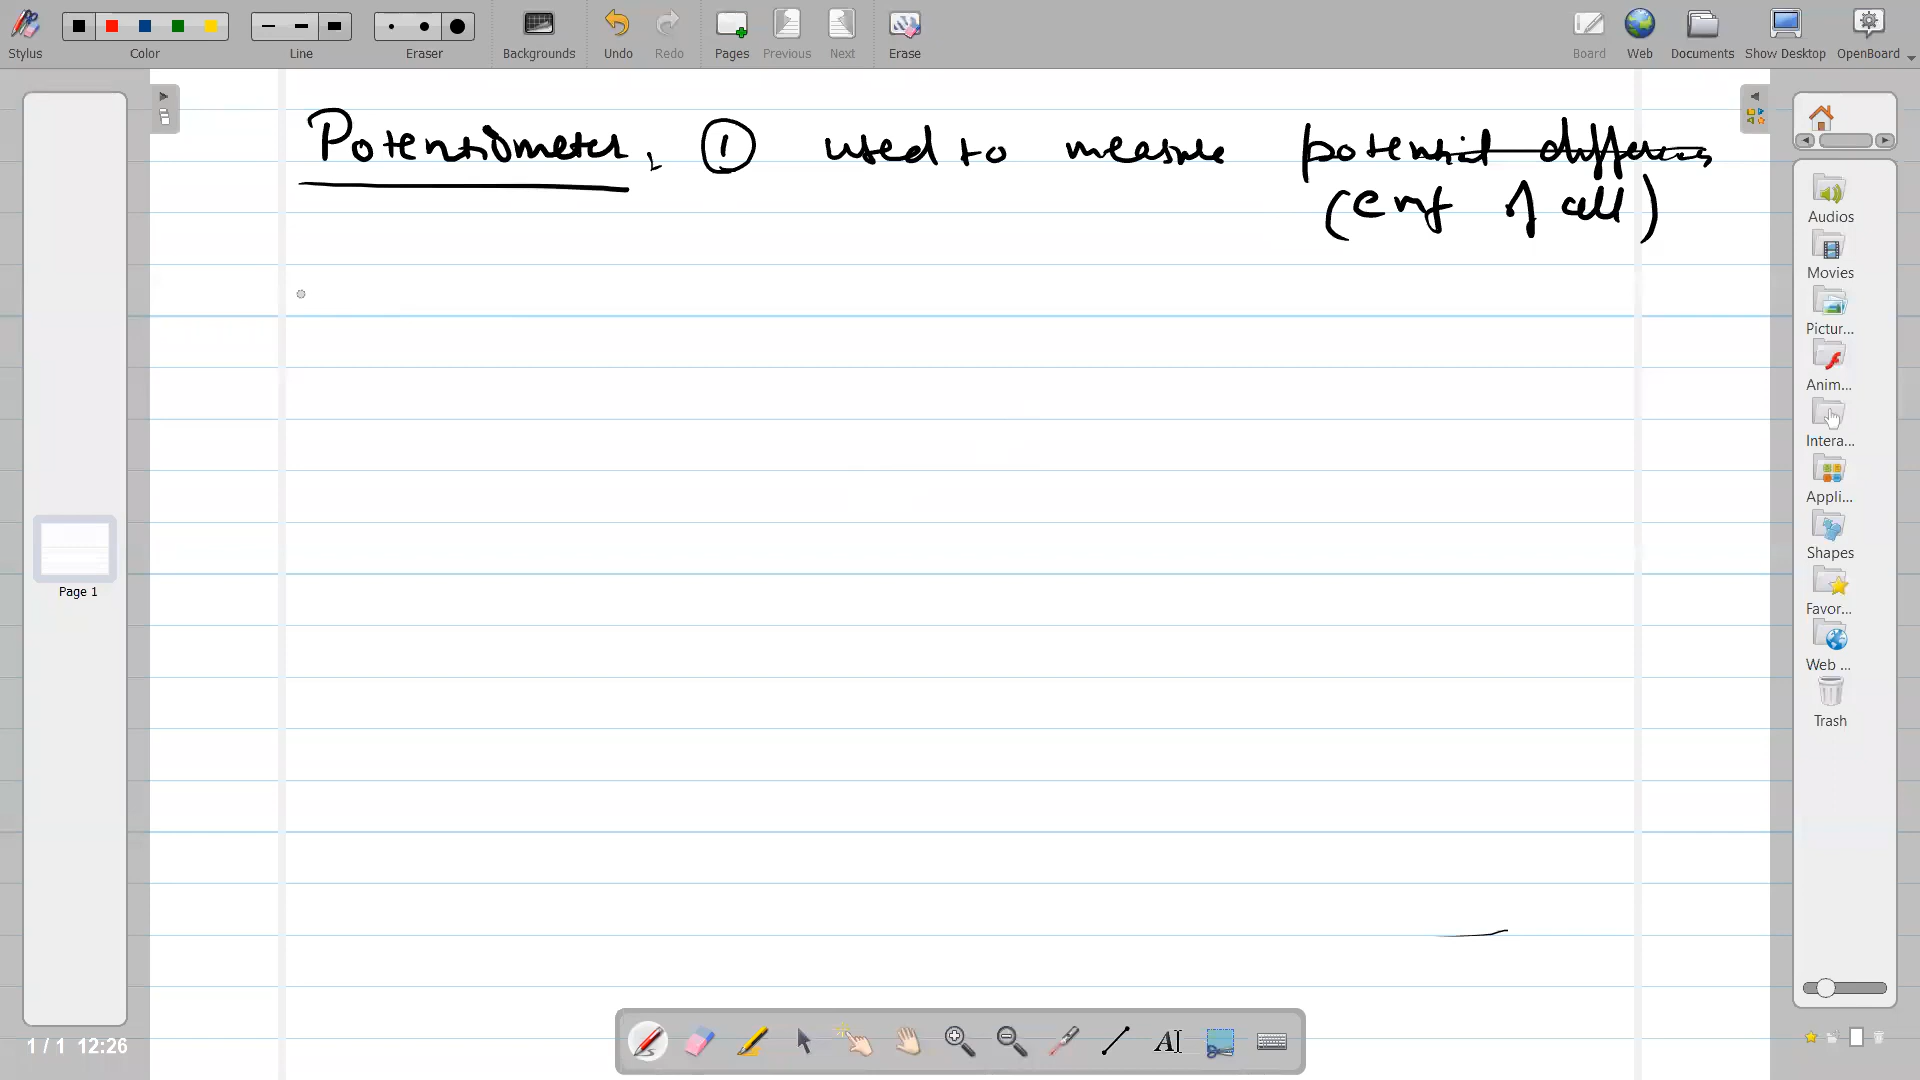 Stylus
Color
Line
Eraser
Backgrounds
Undo
Redo
Pages
Previous
Next
Erase
Board
Web
Documents
Show Desktop
OpenBoard
Potentiometer, ① used to measure potential difference
(emf of cell)
Page 1
1 / 1 12:26
Audios
Movies
Pictur...
Anim...
Intera...
Appli...
Shapes
Favor...
Web ...
Trash